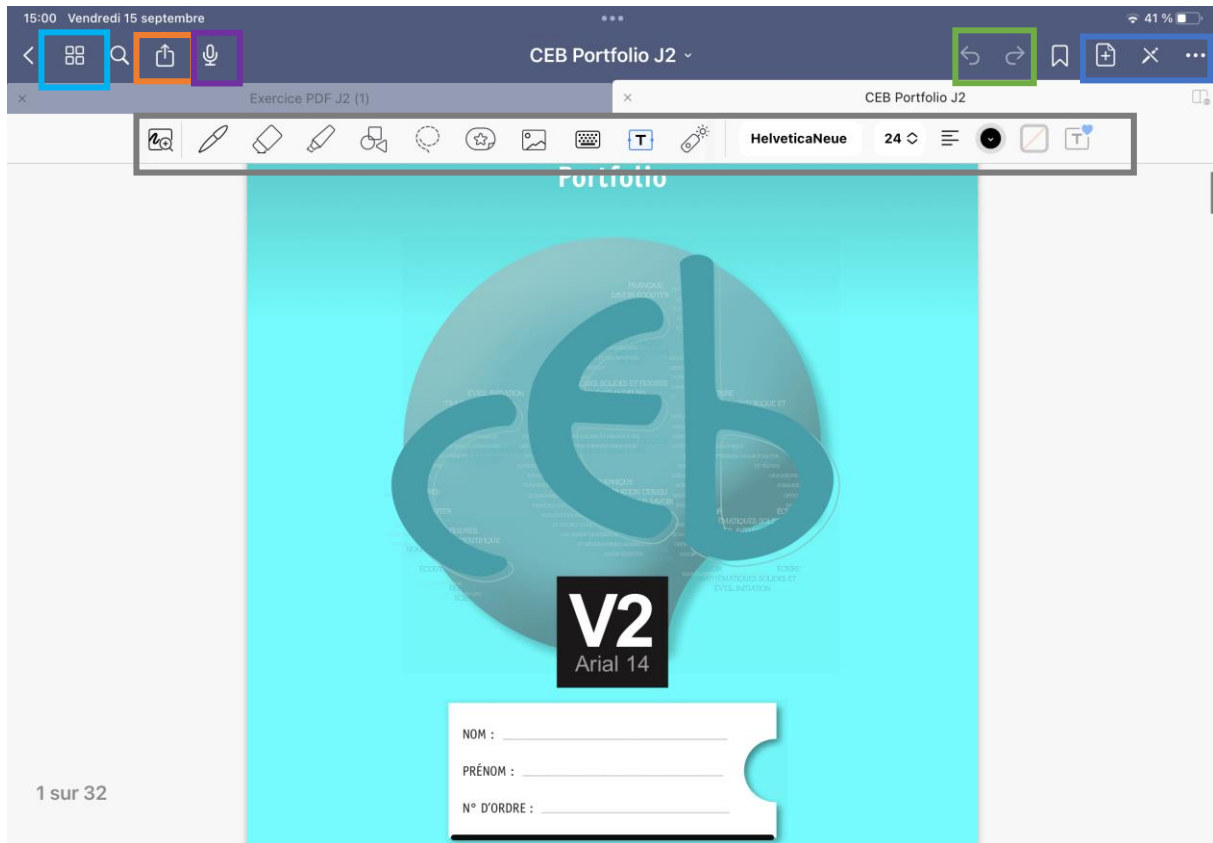 15:00 Vendredi 15 septembre
41 %
CEB Portfolio J2
Exercice PDF J2 (1)
CEB Portfolio J2
HelveticaNeue 24
Portfolio
cEb
V2
Arial 14
NOM :
PRÉNOM :
N° D'ORDRE :
1 sur 32